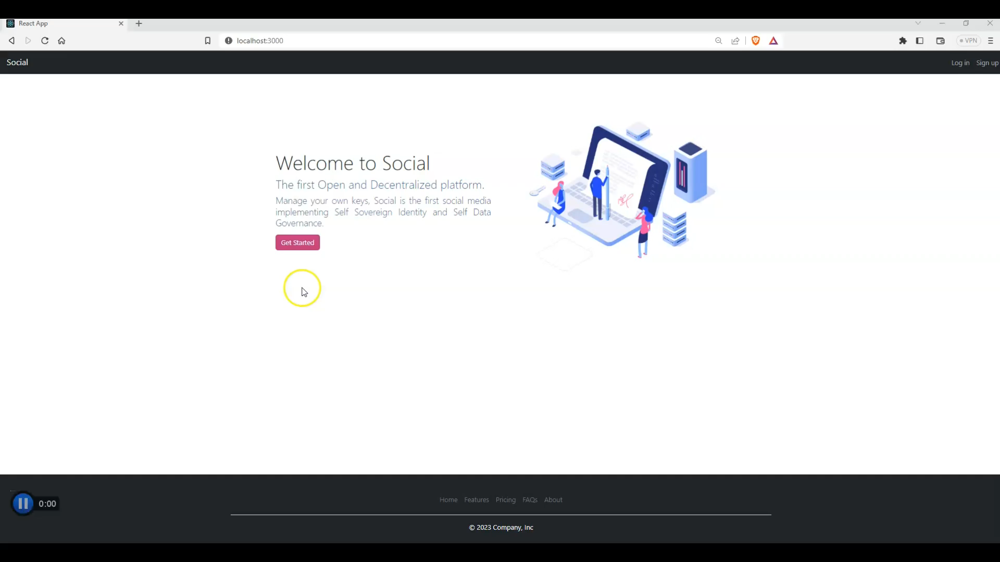 React App
localhost:3000
VPN
Social
Log in Sign up
Welcome to Social
The first Open and Decentralized platform.
Manage your own keys, Social is the first social media
implementing Self Sovereign Identity and Self Data
Governance.
Get Started
0:00
Home Features Pricing FAQs About
© 2023 Company, Inc